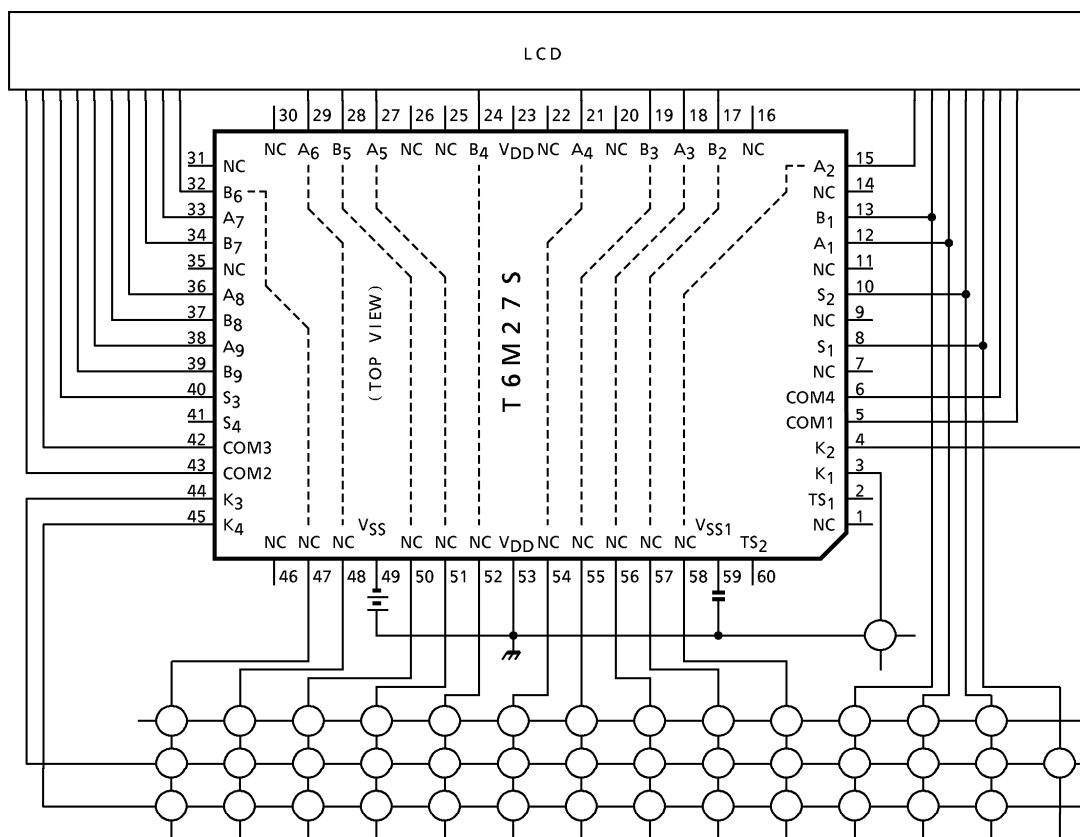 LCD
30 29 28 27 26 25 24 23 22 21 20 19 18 17 16
NC A6 B5 A5 NC NC B4 VDD NC A4 NC B3 A3 B2 NC
31 NC
32 B6
33 A7
34 B7
35 NC
36 A8
37 B8
38 A9
39 B9
40 S3
41 S4
42 COM3
43 COM2
44 K3
45 K4
(TOP VIEW)
T6M27S
A2 15
NC 14
B1 13
A1 12
NC 11
S2 10
NC 9
S1 8
NC 7
COM4 6
COM1 5
K2 4
K1 3
TS1 2
NC 1
NC NC NC VSS NC NC NC VDD NC NC NC NC NC VSS1 TS2
46 47 48 49 50 51 52 53 54 55 56 57 58 59 60